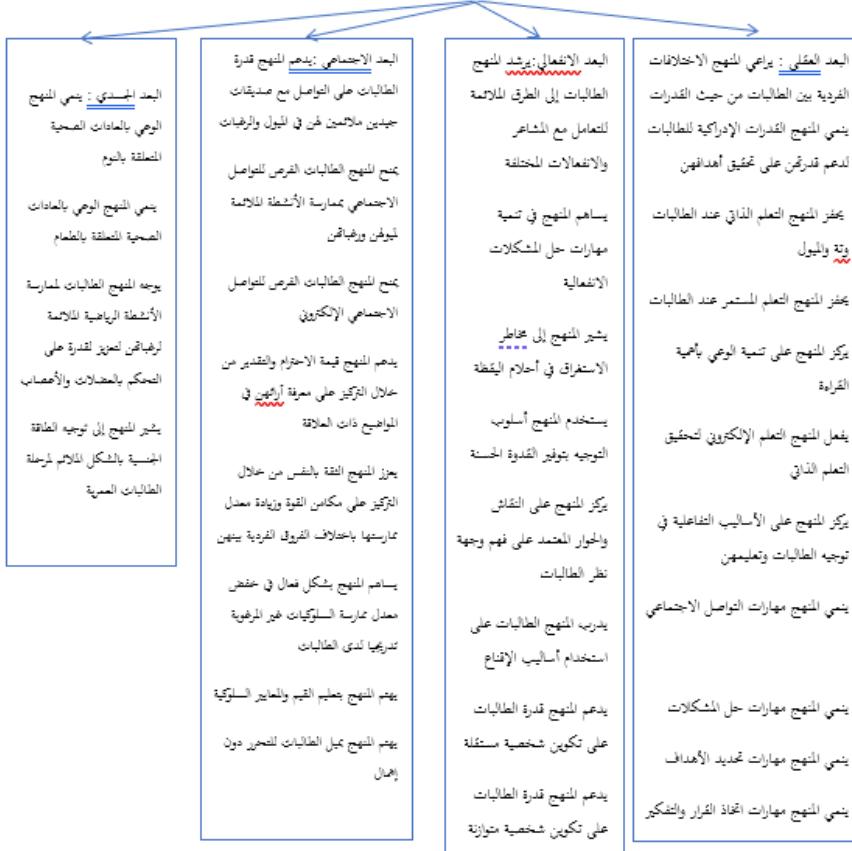 البعد العقلي : يراعي المنهج الاختلافات
الفردية بين الطالبات من حيث القدرات
ينمي المنهج القدرات الإدراكية للطالبات
لدعم قدرتهن على تحقيق أهدافهن
يحفز المنهج التعلم الذاتي عند الطالبات
وتة والميول
يحفز المنهج التعلم المستمر عند الطالبات
يركز المنهج على تنمية الوعي بأهمية
القراءة
يفعل المنهج التعلم الإلكتروني لتحقيق
التعلم الذاتي
يركز المنهج على الأساليب التفاعلية في
توجيه الطالبات وتعليمهن
ينمي المنهج مهارات التواصل الاجتماعي
ينمي المنهج مهارات حل المشكلات
ينمي المنهج مهارات تحديد الأهداف
ينمي المنهج مهارات اتخاذ القرار والتفكير
البعد الانفعالي:يرشد المنهج
الطالبات إلى الطرق الملائمة
للتعامل مع المشاعر
والانفعالات المختلفة
يساهم المنهج في تنمية
مهارات حل المشكلات
الانفعالية
يشير المنهج إلى مخاطر
الاستغراق في أحلام اليقظة
يستخدم المنهج أسلوب
التوجيه بتوفير القدوة الحسنة
يركز المنهج على النقاش
والحوار المعتمد على فهم وجهة
نظر الطالبات
يدرب المنهج الطالبات على
استخدام أساليب الإقناع
يدعم المنهج قدرة الطالبات
على تكوين شخصية مستقلة
يدعم المنهج قدرة الطالبات
على تكوين شخصية متوازنة
البعد الاجتماعي :يدعم المنهج قدرة
الطالبات على التواصل مع صديقات
جيدين ملائمين لهن في الميول والرغبات
يمنح المنهج الطالبات الفرص للتواصل
الاجتماعي بممارسة الأنشطة الملائمة
لميولهن ورغباتهن
يمنح المنهج الطالبات الفرص للتواصل
الاجتماعي الإلكتروني
يدعم المنهج قيمة الاحترام والتقدير من
خلال التركيز على معرفة أرائهن في
المواضيع ذات العلاقة
يعزز المنهج الثقة بالنفس من خلال
التركيز على مكامن القوة وزيادة معدل
ممارستها باختلاف الفروق الفردية بينهن
يساهم المنهج بشكل فعال في خفض
معدل ممارسة السلوكيات غير المرغوبة
تدريجيا لدى الطالبات
يهتم المنهج بتعليم القيم والمعايير السلوكية
يهتم المنهج بميل الطالبات للتحرر دون
إهمال
البعد الجسدي : ينمي المنهج
الوعي بالعادات الصحية
المتعلقة بالنوم
ينمي المنهج الوعي بالعادات
الصحية المتعلقة بالطعام
يوجه المنهج الطالبات لممارسة
الأنشطة الرياضية الملائمة
لرغباتهن لتعزيز لقدرة على
التحكم بالعضلات والأعصاب
يشير المنهج إلى توجيه الطاقة
الجنسية بالشكل الملائم لمرحلة
الطالبات العمرية